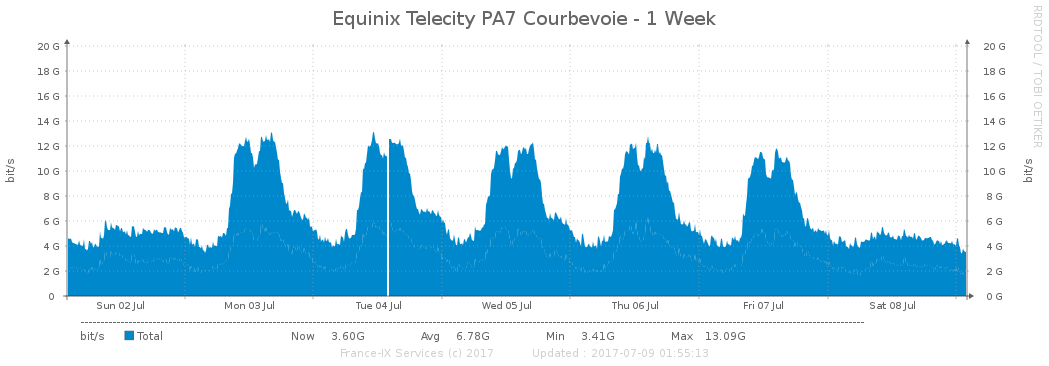 Equinix Telecity PA7 Courbevoie - 1 Week
RRDTOOL / TOBI OETIKER
20 G 20 G
18 G 18 G
16 G 16 G
14 G 14 G
12 G 12 G
10 G 10 G
8 G 8 G
6 G 6 G
4 G 4 G
2 G 2 G
0 0 G
bit/s
bit/s
Sun 02 Jul Mon 03 Jul Tue 04 Jul Wed 05 Jul Thu 06 Jul Fri 07 Jul Sat 08 Jul
bit/s Total Now 3.60G Avg 6.78G Min 3.41G Max 13.09G
France-IX Services (c) 2017 Updated : 2017-07-09 01:55:13